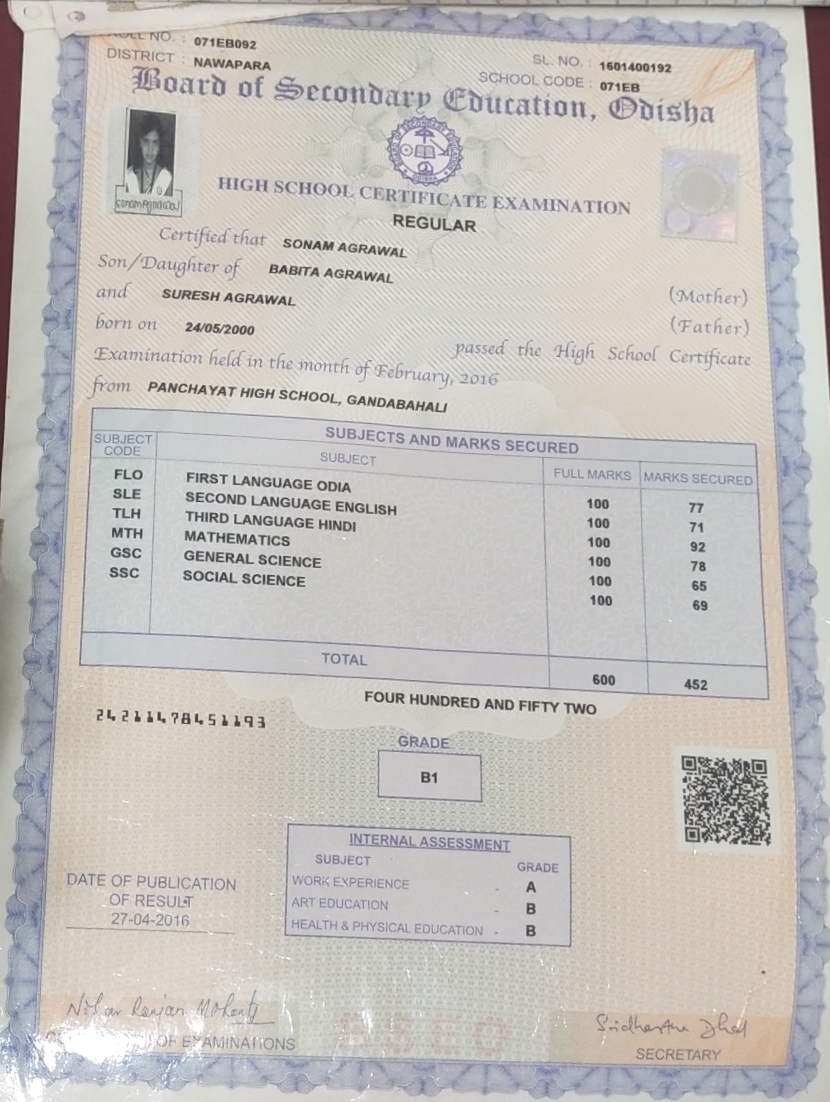 ROLL NO. : 071EB092
DISTRICT : NAWAPARA
SL. NO. : 1601400192
SCHOOL CODE : 071EB
Board of Secondary Education, Odisha
Sonam Agrawal
HIGH SCHOOL CERTIFICATE EXAMINATION
REGULAR
Certified that SONAM AGRAWAL
Son/Daughter of BABITA AGRAWAL (Mother)
and SURESH AGRAWAL (Father)
born on 24/05/2000 passed the High School Certificate
Examination held in the month of February, 2016
from PANCHAYAT HIGH SCHOOL, GANDABAHALI
SUBJECTS AND MARKS SECURED
SUBJECT CODE SUBJECT FULL MARKS MARKS SECURED
FLO FIRST LANGUAGE ODIA 100 77
SLE SECOND LANGUAGE ENGLISH 100 71
TLH THIRD LANGUAGE HINDI 100 92
MTH MATHEMATICS 100 78
GSC GENERAL SCIENCE 100 65
SSC SOCIAL SCIENCE 100 69
TOTAL 600 452
FOUR HUNDRED AND FIFTY TWO
24211478451193
GRADE
B1
INTERNAL ASSESSMENT
SUBJECT GRADE
WORK EXPERIENCE - A
ART EDUCATION - B
HEALTH & PHYSICAL EDUCATION - B
DATE OF PUBLICATION
OF RESULT
27-04-2016
Nihar Ranjan Mohanty
OF EXAMINATIONS
BSEO
SECRETARY